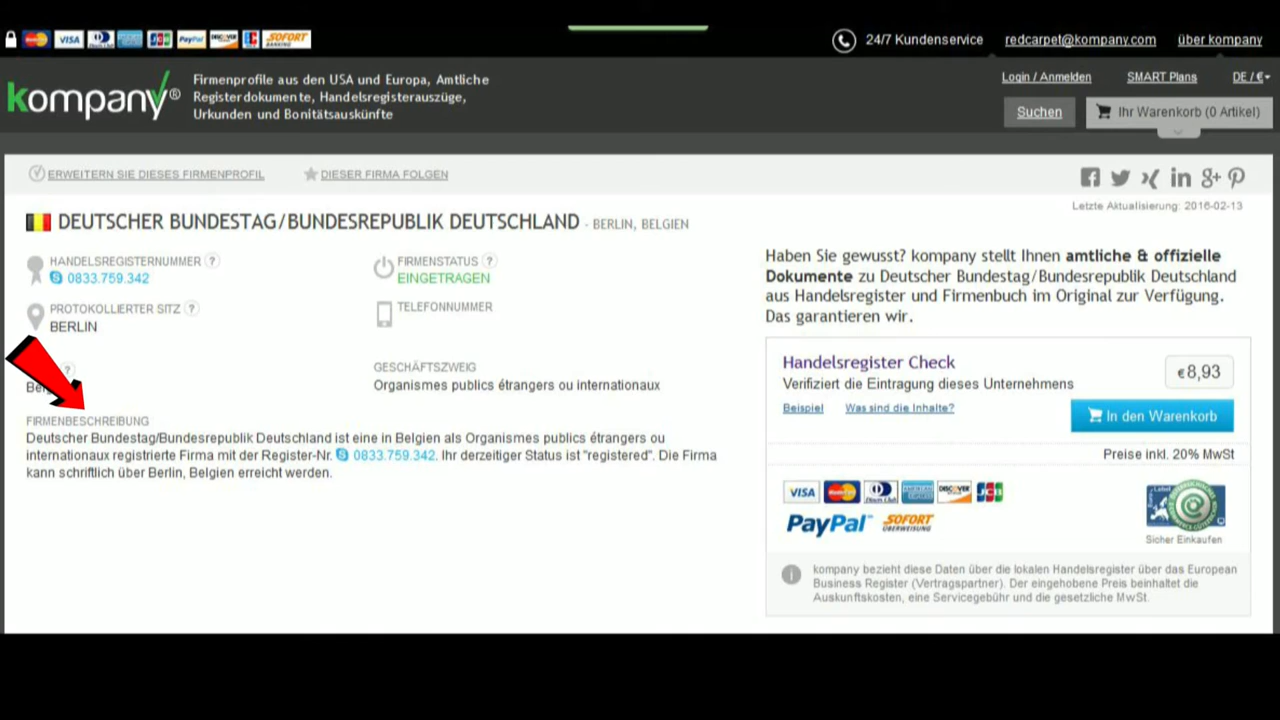 24/7 Kundenservice redcarpet@kompany.com über kompany
kompany®
Firmenprofile aus den USA und Europa, Amtliche
Registerdokumente, Handelsregisterauszüge,
Urkunden und Bonitätsauskünfte
Login / Anmelden SMART Plans DE / €
Suchen Ihr Warenkorb (0 Artikel)
ERWEITERN SIE DIESES FIRMENPROFIL DIESER FIRMA FOLGEN
Letzte Aktualisierung: 2016-02-13
DEUTSCHER BUNDESTAG/BUNDESREPUBLIK DEUTSCHLAND - BERLIN, BELGIEN
HANDELSREGISTERNUMMER ?
0833.759.342
FIRMENSTATUS ?
EINGETRAGEN
PROTOKOLLIERTER SITZ ?
BERLIN
TELEFONNUMMER
?
GESCHÄFTSZWEIG
Organismes publics étrangers ou internationaux
FIRMENBESCHREIBUNG
Deutscher Bundestag/Bundesrepublik Deutschland ist eine in Belgien als Organismes publics étrangers ou
internationaux registrierte Firma mit der Register-Nr. 0833.759.342. Ihr derzeitiger Status ist "registered". Die Firma
kann schriftlich über Berlin, Belgien erreicht werden.
Haben Sie gewusst? kompany stellt Ihnen amtliche & offizielle
Dokumente zu Deutscher Bundestag/Bundesrepublik Deutschland
aus Handelsregister und Firmenbuch im Original zur Verfügung.
Das garantieren wir.
Handelsregister Check
Verifiziert die Eintragung dieses Unternehmens
€8,93
Beispiel Was sind die Inhalte?
In den Warenkorb
Preise inkl. 20% MwSt
VISA MasterCard Diners Club DISCOVER JCB
PayPal SOFORT ÜBERWEISUNG
Sicher Einkaufen
kompany bezieht diese Daten über die lokalen Handelsregister über das European
Business Register (Vertragspartner). Der eingehobene Preis beinhaltet die
Auskunftskosten, eine Servicegebühr und die gesetzliche MwSt.